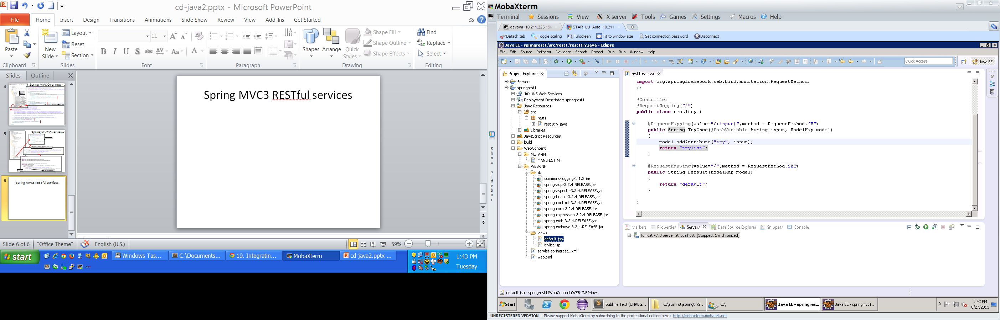 cd-java2.pptx - Microsoft PowerPoint
File Home Insert Design Transitions Animations Slide Show Review View Add-Ins Get Started
Paste
New Slide
Layout
Reset
Section
11
Shapes Arrange Quick Styles
Shape Fill
Shape Outline
Shape Effects
Find
Replace
Select
Clipboard Slides Font Paragraph Drawing Editing
Slides Outline
4
Spring MVC Overview -
5
Spring MVC Overview-
6
Spring MVC3 RESTful services
Spring MVC3 RESTful services
Slide 6 of 6 "Office Theme" English (U.S.) 59%
start Windows Tas... C:\Documents... 19. Integratin... MobaXterm cd-java2.pptx ... 1:43 PM
Tuesday
MobaXterm
Terminal Sessions View X server Tools Games Settings Macros Help
devsva_10.211.225.156 STAR_LU_Auto_10.211
Detach tab Toggle scaling Fullscreen Fit to window size Set connection password Disconnect
Show sidebar
Java EE - springrest1/src/rest1/rest1try.java - Eclipse
File Edit Source Refactor Navigate Search Project Run Run Window Help
Quick Access Java EE
Project Explorer
Servers
springrest1
JAX-WS Web Services
Deployment Descriptor: springrest1
Java Resources
src
rest1
rest1try.java
Libraries
JavaScript Resources
build
WebContent
META-INF
MANIFEST.MF
WEB-INF
lib
commons-logging-1.1.3.jar
spring-aop-3.2.4.RELEASE.jar
spring-aspects-3.2.4.RELEASE.jar
spring-beans-3.2.4.RELEASE.jar
spring-context-3.2.4.RELEASE.jar
spring-core-3.2.4.RELEASE.jar
spring-expression-3.2.4.RELEASE.jar
spring-web-3.2.4.RELEASE.jar
spring-webmvc-3.2.4.RELEASE.jar
views
default.jsp
trylist.jsp
servlet-springrest1.xml
web.xml
rest1try.java
import org.springframework.web.bind.annotation.RequestMethod;
//
@Controller
@RequestMapping("/")
public class rest1try {
@RequestMapping(value="/{input}",method = RequestMethod.GET)
public String TryOnce(@PathVariable String input, ModelMap model)
{
model.addAttribute("try", input);
return "trylist";
}
@RequestMapping(value="/",method = RequestMethod.GET)
public String Default(ModelMap model)
{
return "default";
}
}
Markers Properties Servers Data Source Explorer Snippets Console
Tomcat v7.0 Server at localhost [Stopped, Synchronized]
default.jsp - springrest1/WebContent/WEB-INF/views
Start Sublime Text (UNREG... C:\sushrut\springtry2... C:\ Java EE - springres... Java EE - springmvc1... 1:42 PM
8/27/2013
UNREGISTERED VERSION - Please support MobaXterm by subscribing to the professional edition here: http://mobaxterm.mobatek.net